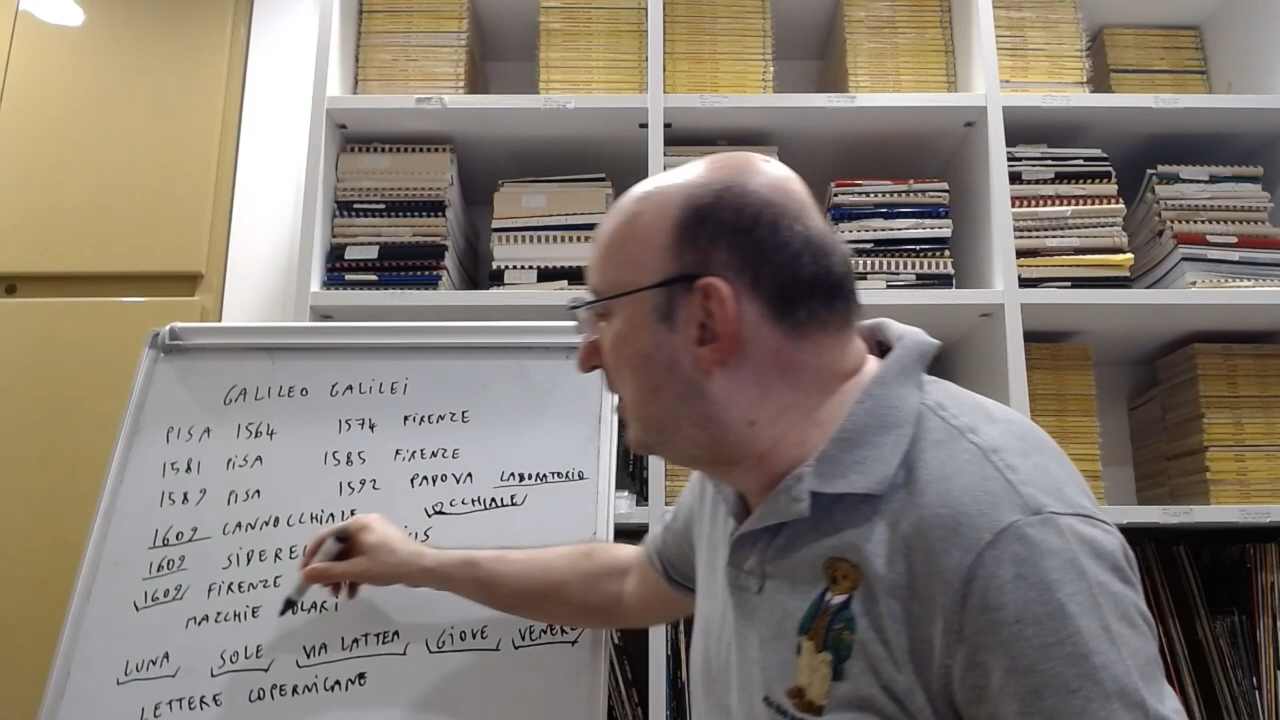 GALILEO GALILEI
PISA 1564 1574 FIRENZE
1581 PISA 1585 FIRENZE
1589 PISA 1592 PADOVA LABORATORIO
1609 CANNOCCHIALE OCCHIALE
1609
1609 FIRENZE
MACCHIE
LUNA SOLE VIA LATTEA GIOVE VENERE
LETTERE COPERNICANE